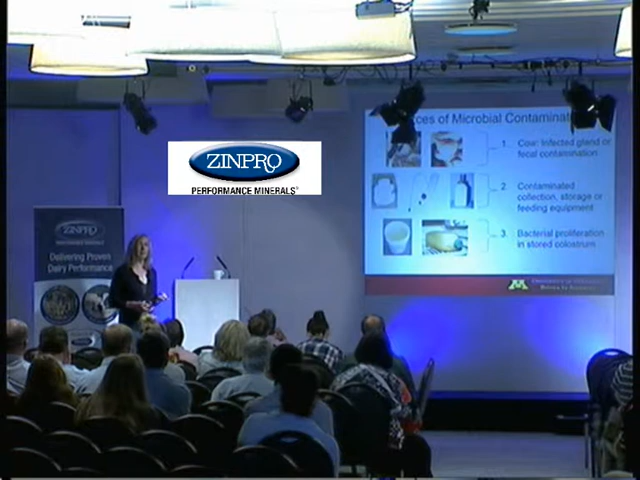 ZINPRO
PERFORMANCE MINERALS®
ZINPRO
Delivering Proven
Dairy Performance
ces of Microbial Contaminat
1. Cow: Infected gland or
fecal contamination
2. Contaminated
collection, storage or
feeding equipment
3. Bacterial proliferation
in stored colostrum